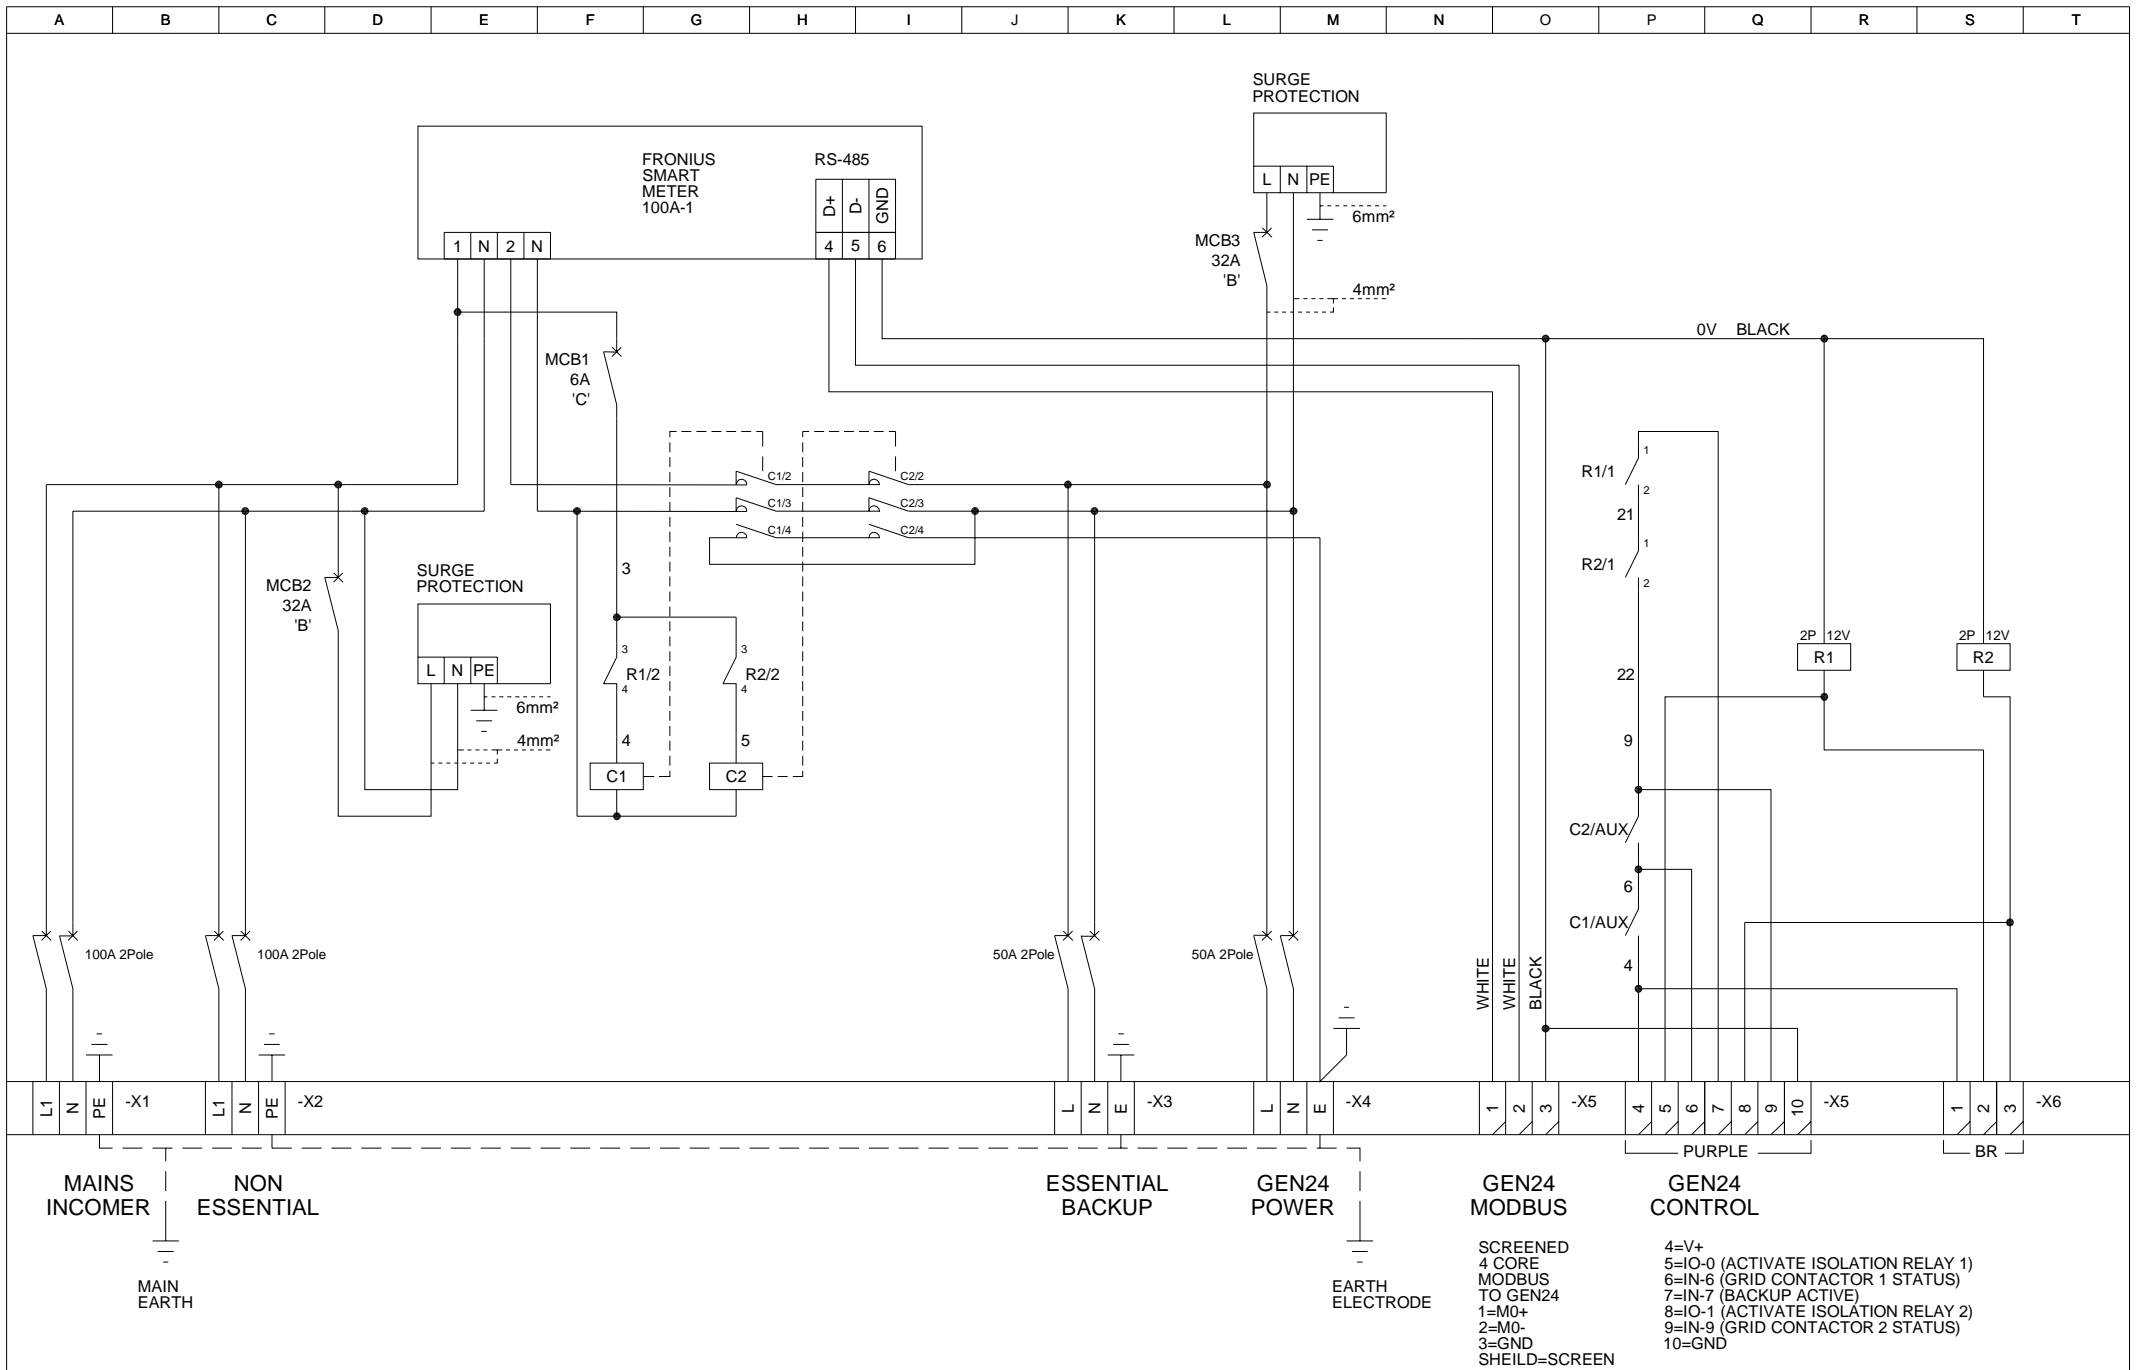 A B C D E F G H I J K L M N O P Q R S T
SURGE
PROTECTION
L N PE
6mm²
MCB3
32A
'B'
4mm²
FRONIUS
SMART
METER
100A-1
RS-485
D+ D- GND
1 N 2 N
4 5 6
0V BLACK
MCB1
6A
'C'
C1/2 C2/2
C1/3 C2/3
C1/4 C2/4
R1/1
1
2
21
R2/1
1
2
22
9
C2/AUX
6
C1/AUX
4
2P 12V
R1
2P 12V
R2
MCB2
32A
'B'
SURGE
PROTECTION
L N PE
6mm²
4mm²
3
3
R1/2
4
3
R2/2
4
4
5
C1
C2
100A 2Pole
100A 2Pole
50A 2Pole
50A 2Pole
WHITE
WHITE
BLACK
L1 N PE -X1
L1 N PE -X2
L N E -X3
L N E -X4
1 2 3 -X5
4 5 6 7 8 9 10 -X5
1 2 3 -X6
PURPLE
BR
MAINS
INCOMER
NON
ESSENTIAL
ESSENTIAL
BACKUP
GEN24
POWER
GEN24
MODBUS
GEN24
CONTROL
MAIN
EARTH
EARTH
ELECTRODE
SCREENED
4 CORE
MODBUS
TO GEN24
1=M0+
2=M0-
3=GND
SHEILD=SCREEN
4=V+
5=IO-0 (ACTIVATE ISOLATION RELAY 1)
6=IN-6 (GRID CONTACTOR 1 STATUS)
7=IN-7 (BACKUP ACTIVE)
8=IO-1 (ACTIVATE ISOLATION RELAY 2)
9=IN-9 (GRID CONTACTOR 2 STATUS)
10=GND